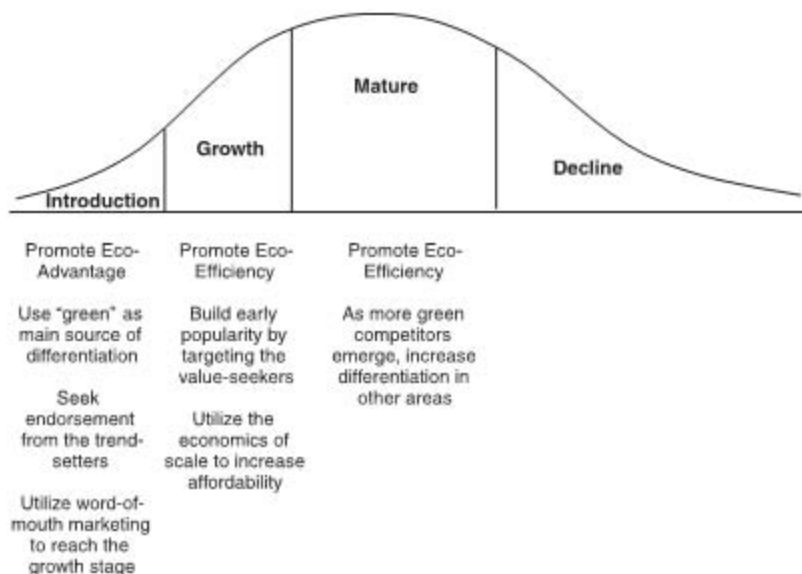 Mature
Growth
Decline
Introduction
Promote Eco-
Advantage
Use "green" as
main source of
differentiation
Seek
endorsement
from the trend-
setters
Utilize word-of-
mouth marketing
to reach the
growth stage
Promote Eco-
Efficiency
Build early
popularity by
targeting the
value-seekers
Utilize the
economics of
scale to increase
affordability
Promote Eco-
Efficiency
As more green
competitors
emerge, increase
differentiation in
other areas